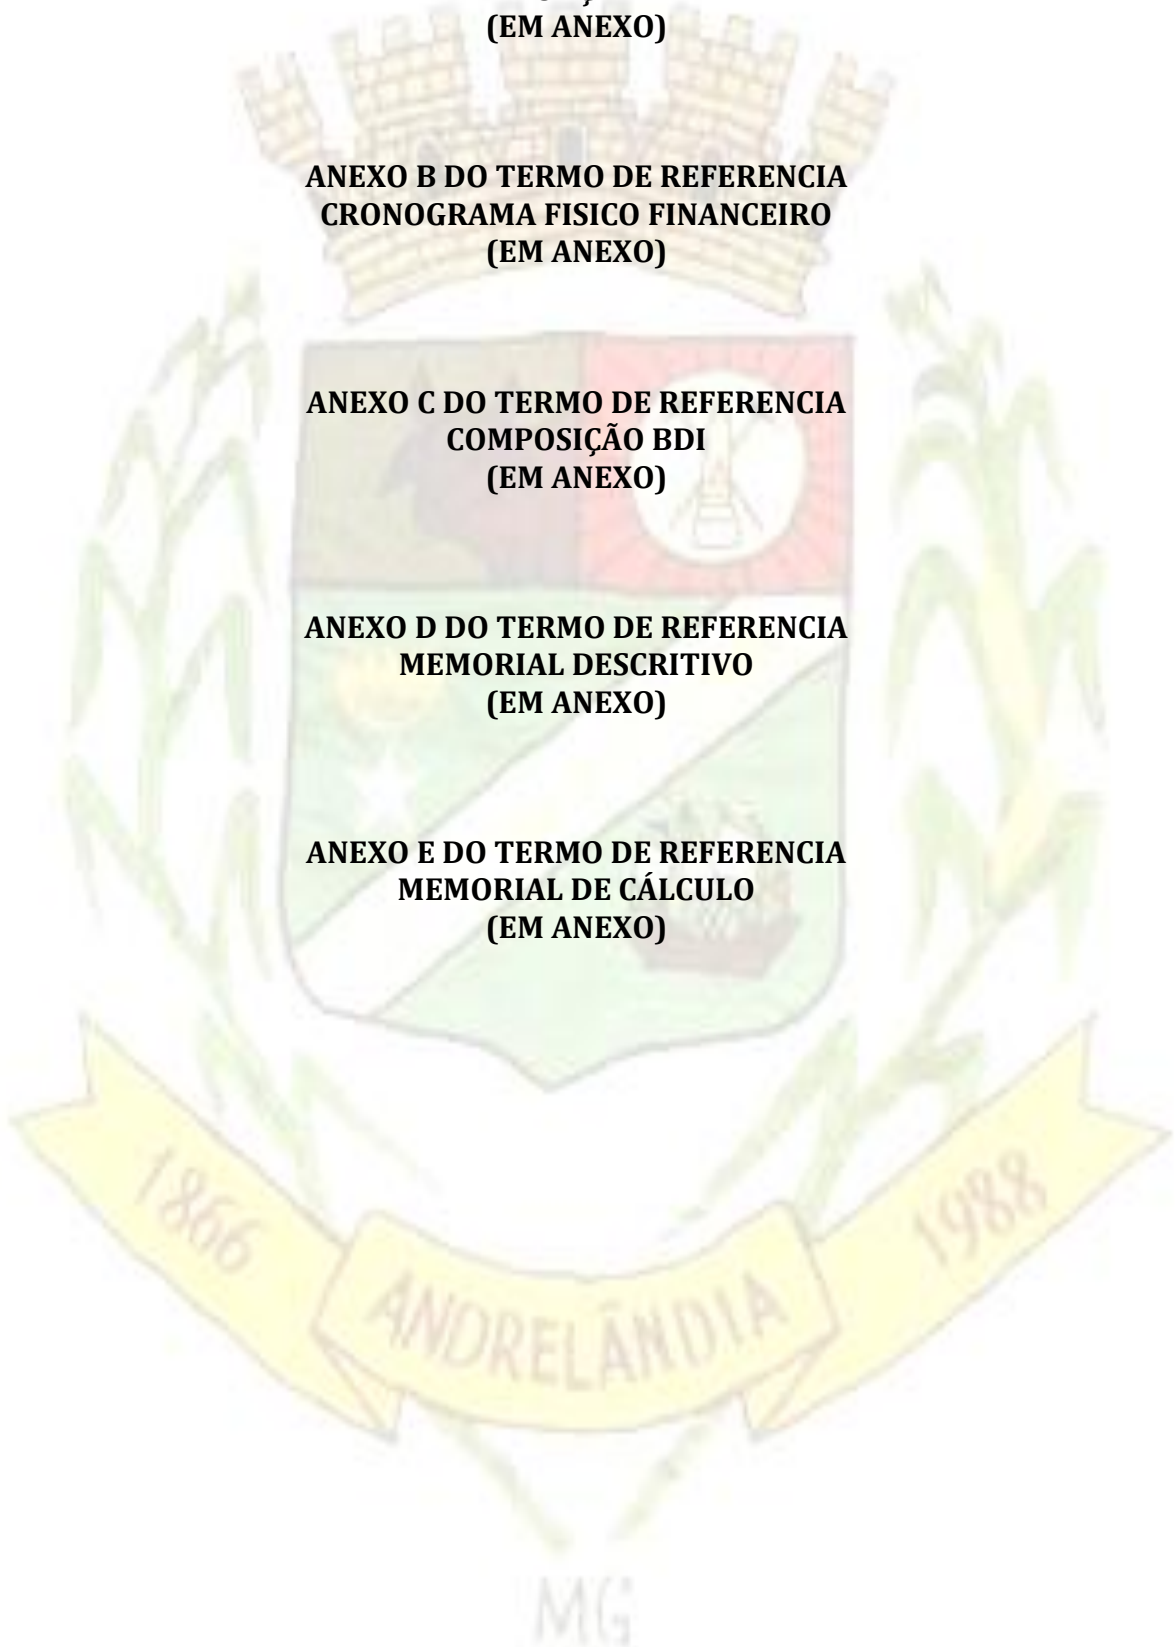 (EM ANEXO)
ANEXO B DO TERMO DE REFERENCIA
CRONOGRAMA FISICO FINANCEIRO
(EM ANEXO)
ANEXO C DO TERMO DE REFERENCIA
COMPOSIÇÃO BDI
(EM ANEXO)
ANEXO D DO TERMO DE REFERENCIA
MEMORIAL DESCRITIVO
(EM ANEXO)
ANEXO E DO TERMO DE REFERENCIA
MEMORIAL DE CÁLCULO
(EM ANEXO)
1866
ANDRELÂNDIA
1988
MG